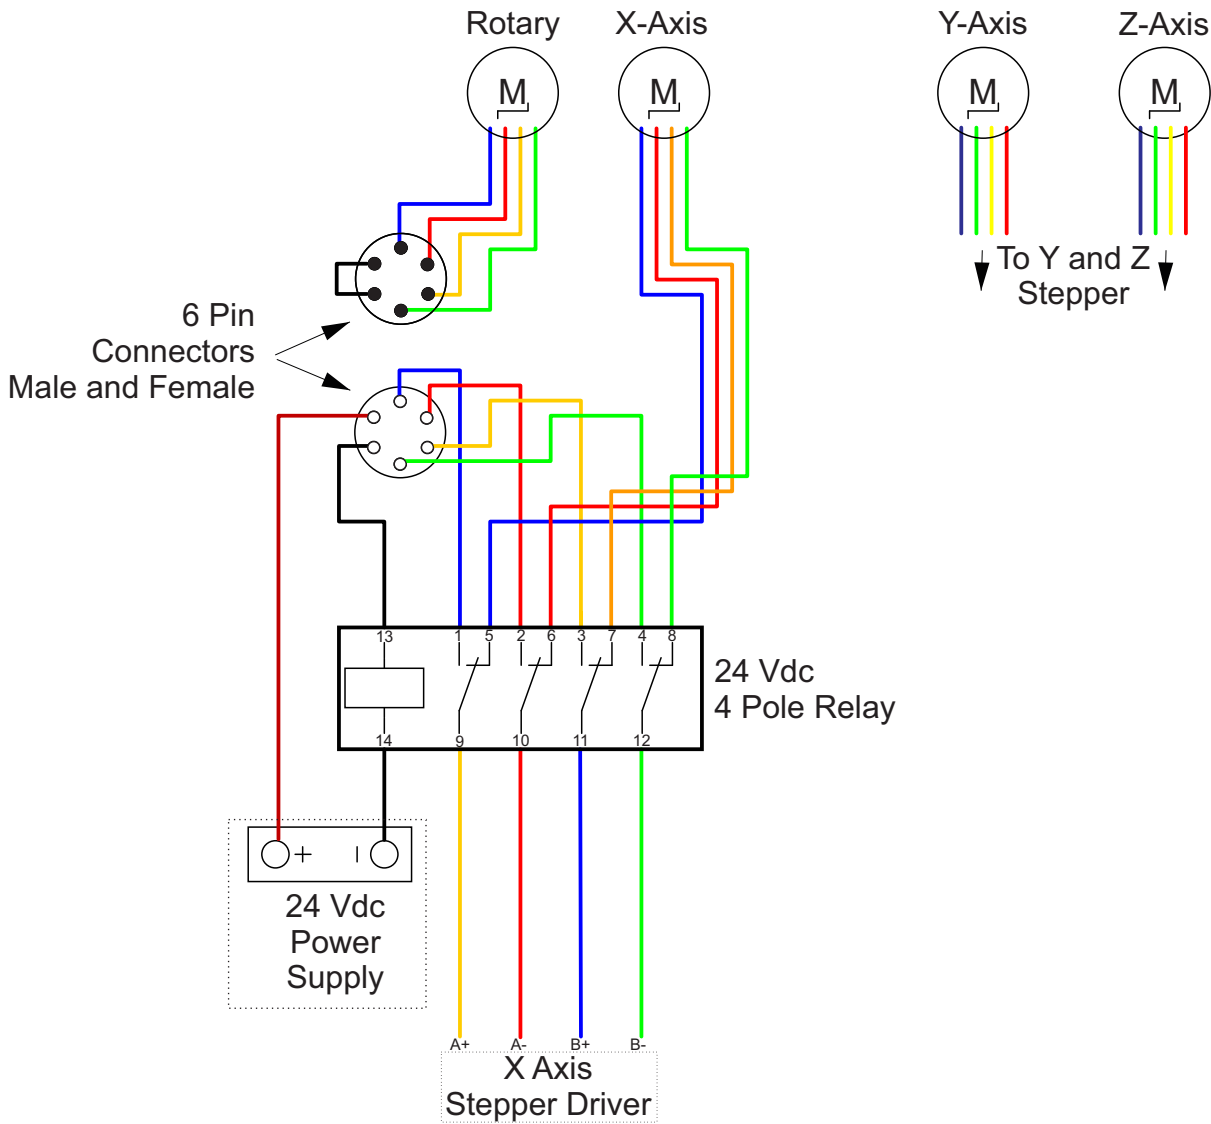 Rotary
X-Axis
Y-Axis
Z-Axis
M
M
M
M
To Y and Z
Stepper
6 Pin
Connectors
Male and Female
13
1
5
2
6
3
7
4
8
24 Vdc
4 Pole Relay
14
9
10
11
12
+
24 Vdc
Power
Supply
A+
A-
B+
B-
X Axis
Stepper Driver